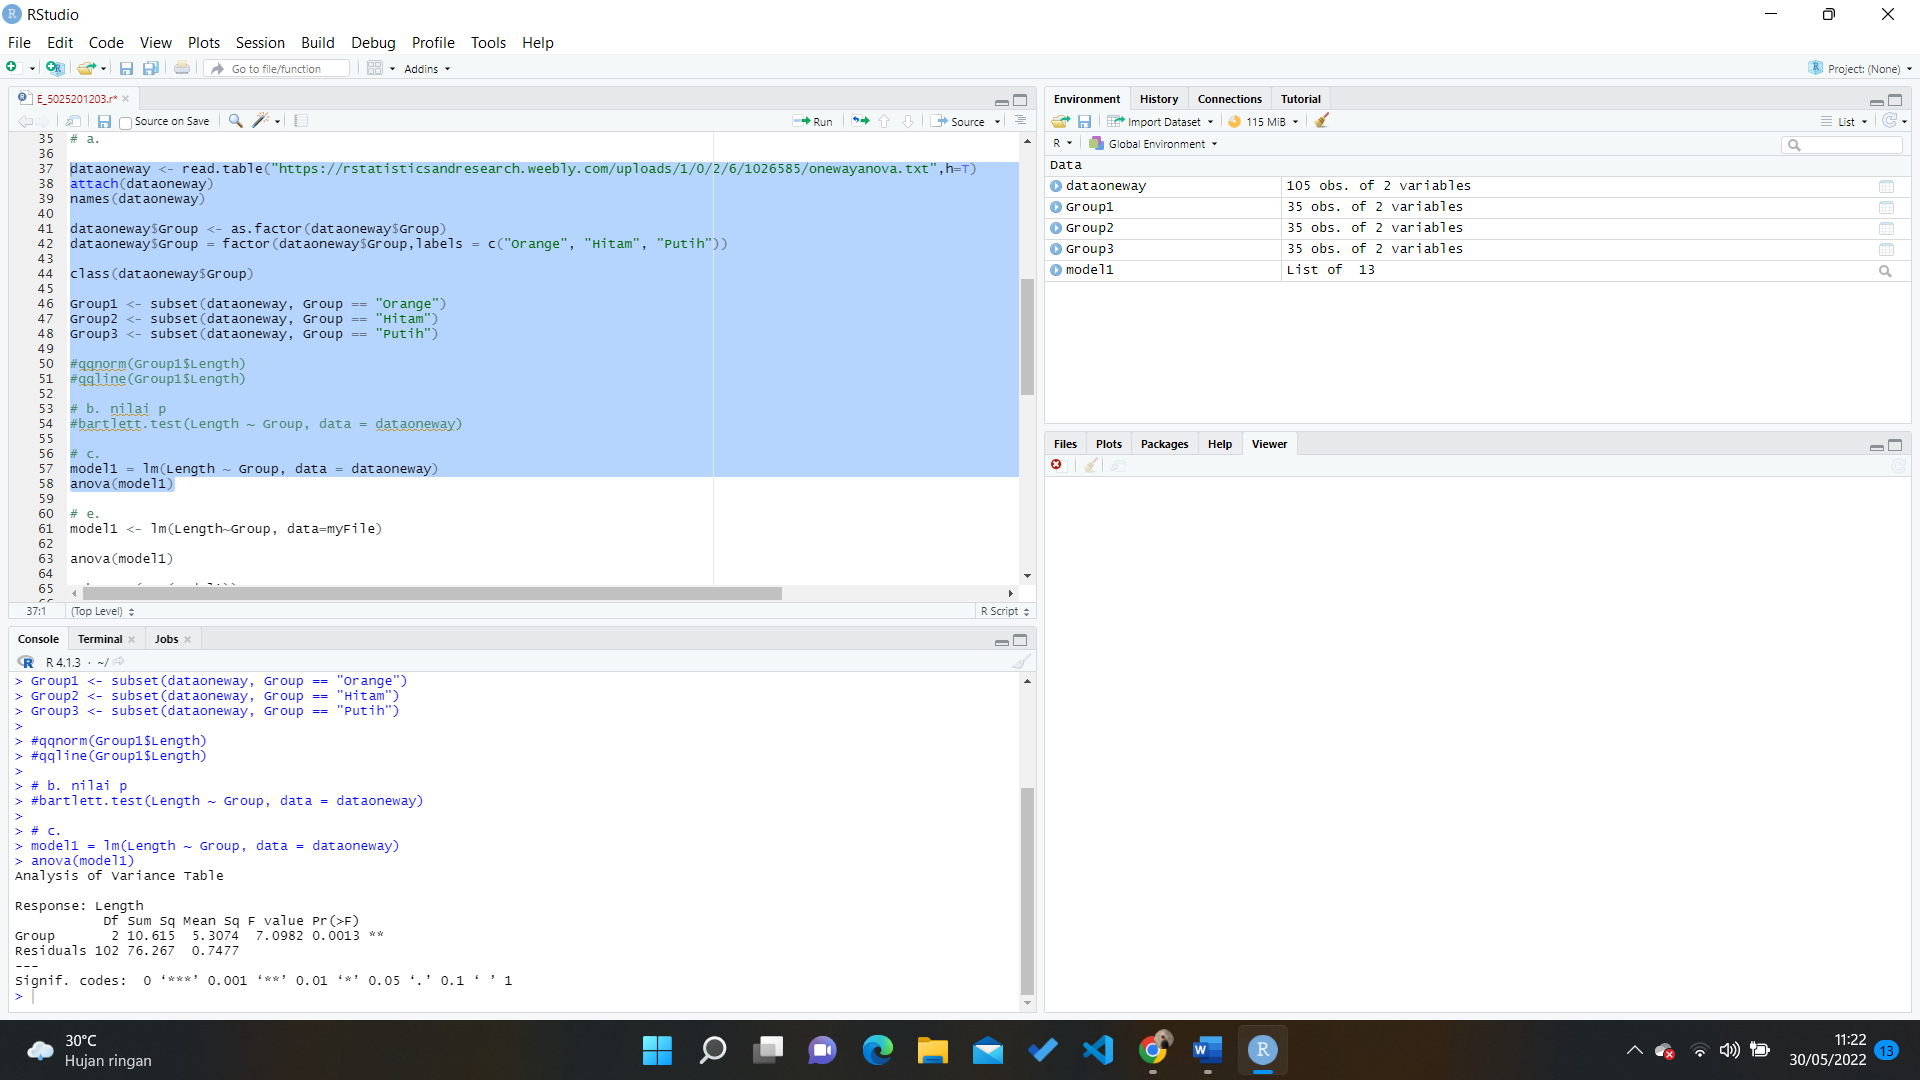 RStudio
File Edit Code View Plots Session Build Debug Profile Tools Help
Go to file/function Addins Project: (None)
E_5025201203.r*
Source on Save Run Source
35 # a.
36
37 dataoneway <- read.table("https://rstatisticsandresearch.weebly.com/uploads/1/0/2/6/1026585/onewayanova.txt",h=T)
38 attach(dataoneway)
39 names(dataoneway)
40
41 dataoneway$Group <- as.factor(dataoneway$Group)
42 dataoneway$Group = factor(dataoneway$Group,labels = c("Orange", "Hitam", "Putih"))
43
44 class(dataoneway$Group)
45
46 Group1 <- subset(dataoneway, Group == "Orange")
47 Group2 <- subset(dataoneway, Group == "Hitam")
48 Group3 <- subset(dataoneway, Group == "Putih")
49
50 #qqnorm(Group1$Length)
51 #qqline(Group1$Length)
52
53 # b. nilai p
54 #bartlett.test(Length ~ Group, data = dataoneway)
55
56 # c.
57 model1 = lm(Length ~ Group, data = dataoneway)
58 anova(model1)
59
60 # e.
61 model1 <- lm(Length~Group, data=myFile)
62
63 anova(model1)
64
65
37:1 (Top Level) R Script
Console Terminal Jobs
R 4.1.3 · ~/
> Group1 <- subset(dataoneway, Group == "Orange")
> Group2 <- subset(dataoneway, Group == "Hitam")
> Group3 <- subset(dataoneway, Group == "Putih")
>
> #qqnorm(Group1$Length)
> #qqline(Group1$Length)
>
> # b. nilai p
> #bartlett.test(Length ~ Group, data = dataoneway)
>
> # c.
> model1 = lm(Length ~ Group, data = dataoneway)
> anova(model1)
Analysis of Variance Table

Response: Length
Df Sum Sq Mean Sq F value Pr(>F)
Group 2 10.615 5.3074 7.0982 0.0013 **
Residuals 102 76.267 0.7477
---
Signif. codes: 0 ‘***’ 0.001 ‘**’ 0.01 ‘*’ 0.05 ‘.’ 0.1 ‘ ’ 1
>
Environment History Connections Tutorial
Import Dataset 115 MiB List
R Global Environment
Data
dataoneway 105 obs. of 2 variables
Group1 35 obs. of 2 variables
Group2 35 obs. of 2 variables
Group3 35 obs. of 2 variables
model1 List of 13
Files Plots Packages Help Viewer
30°C
Hujan ringan
11:22
30/05/2022
13